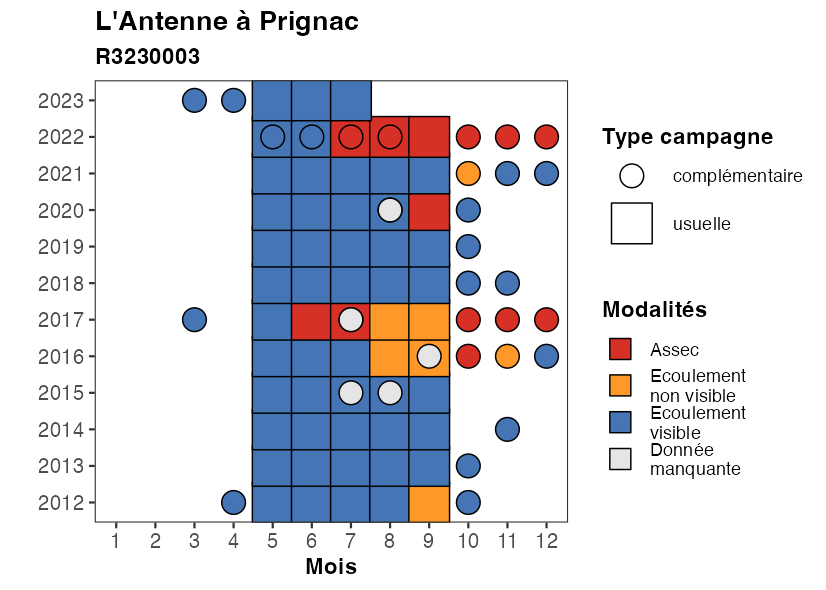 L'Antenne à Prignac
R3230003
2023
2022
2021
2020
2019
2018
2017
2016
2015
2014
2013
2012
1 2 3 4 5 6 7 8 9 10 11 12
Mois
Type campagne
complémentaire
usuelle
Modalités
Assec
Ecoulement
non visible
Ecoulement
visible
Donnée
manquante